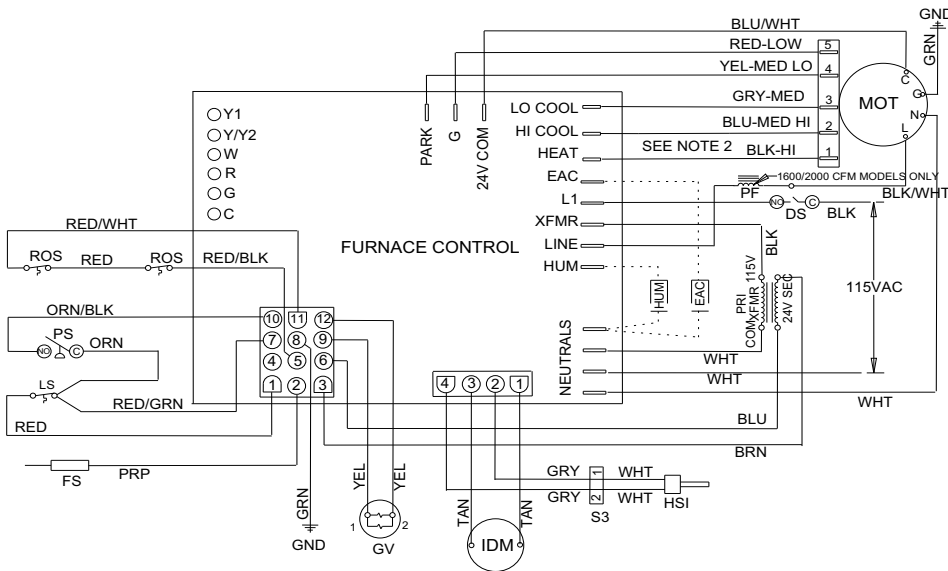 GND
BLU/WHT
RED-LOW
YEL-MED LO
GRY-MED
BLU-MED HI
SEE NOTE 2
BLK-HI
5
4
3
2
1
MOT
C
G
N
L
GRN
Y1
Y/Y2
W
R
G
C
PARK
G
24V COM
LO COOL
HI COOL
HEAT
EAC
L1
XFMR
LINE
HUM
NEUTRALS
FURNACE CONTROL
1600/2000 CFM MODELS ONLY
PF
BLK/WHT
NO
DS
C
BLK
BLK
115V
PRI
XFMR
COM
24V SEC
115VAC
HUM
EAC
WHT
WHT
WHT
BLU
BRN
RED/WHT
ROS
RED
ROS
RED/BLK
ORN/BLK
PS
NO
C
ORN
LS
RED/GRN
RED
FS
PRP
10
11
12
7
8
9
4
5
6
1
2
3
GRN
GND
YEL
YEL
1
2
GV
4
3
2
1
TAN
TAN
IDM
GRY
GRY
1
2
S3
WHT
WHT
HSI